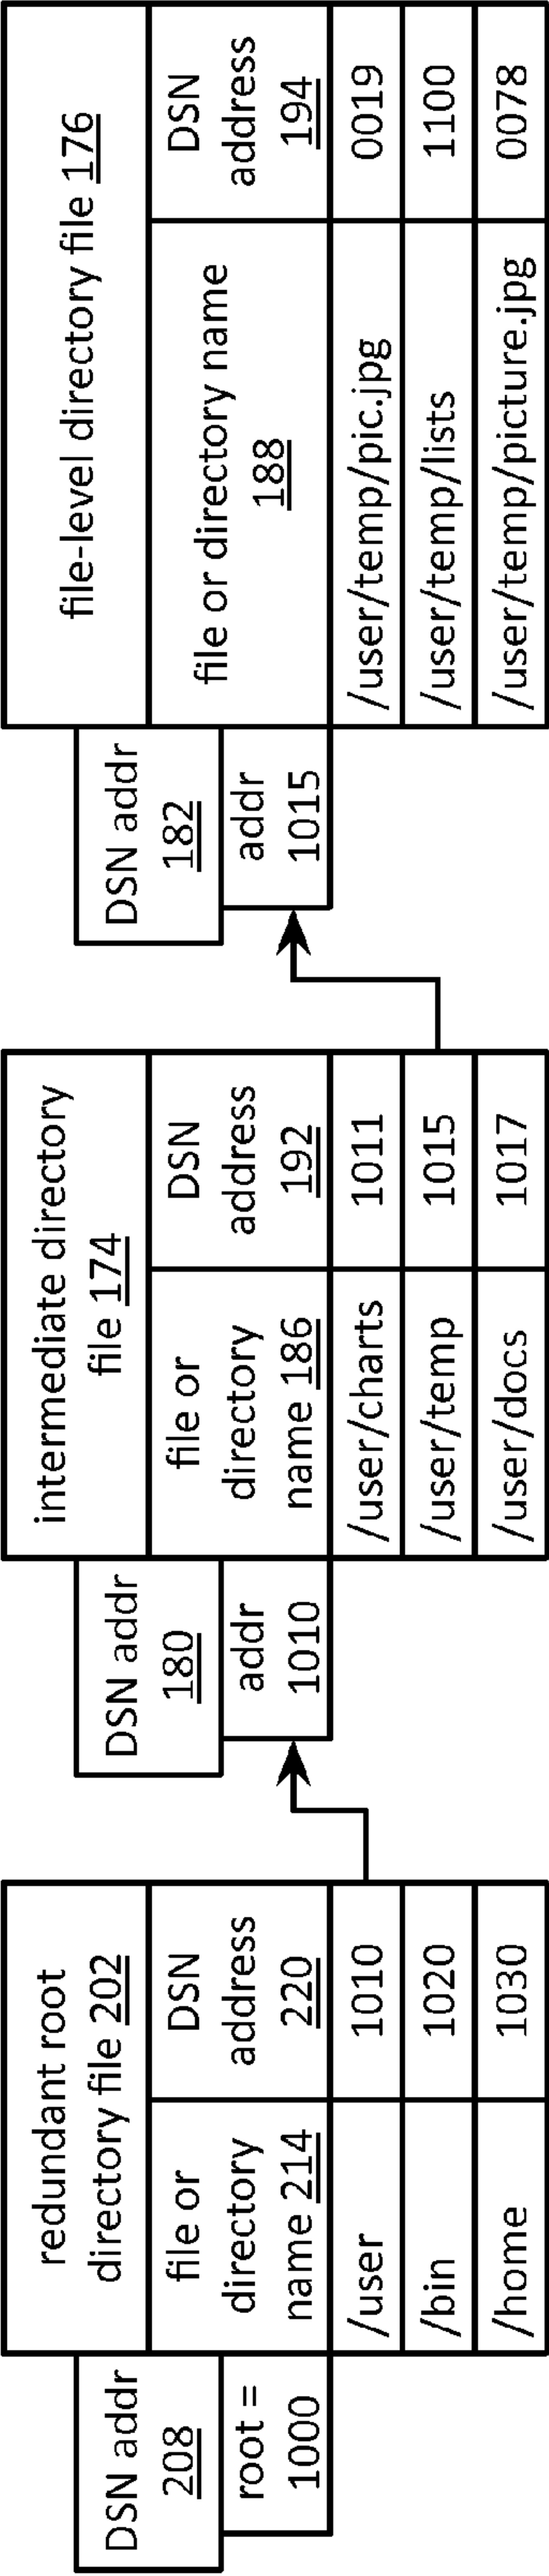 DSN addr
208
root =
1000
redundant root
directory file 202
file or
directory
name 214
DSN
address
220
/user
1010
/bin
1020
/home
1030
DSN addr
180
addr
1010
intermediate directory
file 174
file or
directory
name 186
DSN
address
192
/user/charts
1011
/user/temp
1015
/user/docs
1017
DSN addr
182
addr
1015
file-level directory file 176
file or directory name
188
DSN
address
194
/user/temp/pic.jpg
0019
/user/temp/lists
1100
/user/temp/picture.jpg
0078